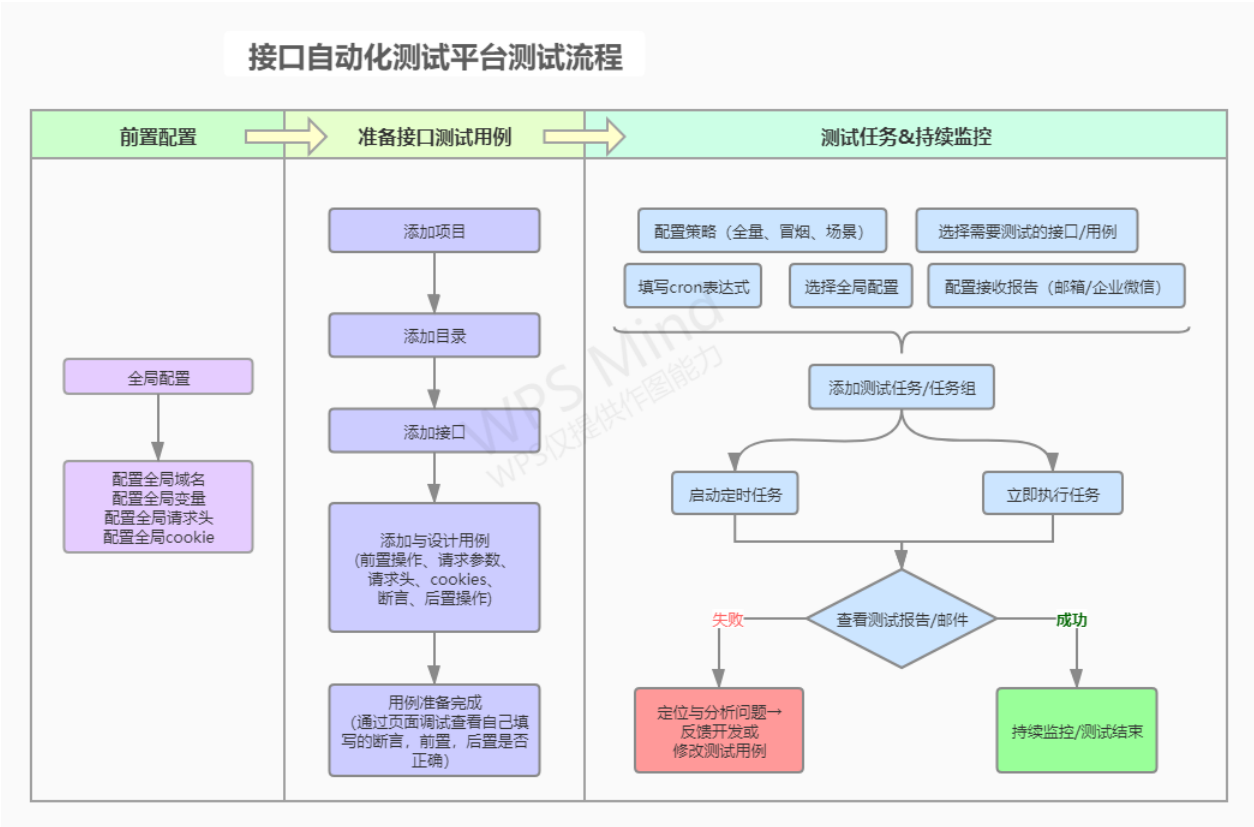 接口自动化测试平台测试流程
前置配置
准备接口测试用例
测试任务&持续监控
全局配置
配置全局域名
配置全局变量
配置全局请求头
配置全局cookie
添加项目
添加目录
添加接口
添加与设计用例
(前置操作、请求参数、
请求头、cookies、
断言、后置操作)
用例准备完成
（通过页面调试查看自己填
写的断言，前置，后置是否
正确）
配置策略（全量、冒烟、场景）
选择需要测试的接口/用例
填写cron表达式
选择全局配置
配置接收报告（邮箱/企业微信）
添加测试任务/任务组
启动定时任务
立即执行任务
查看测试报告/邮件
失败
成功
定位与分析问题→
反馈开发或
修改测试用例
持续监控/测试结束
WPS Mind
WPS仅提供作图能力